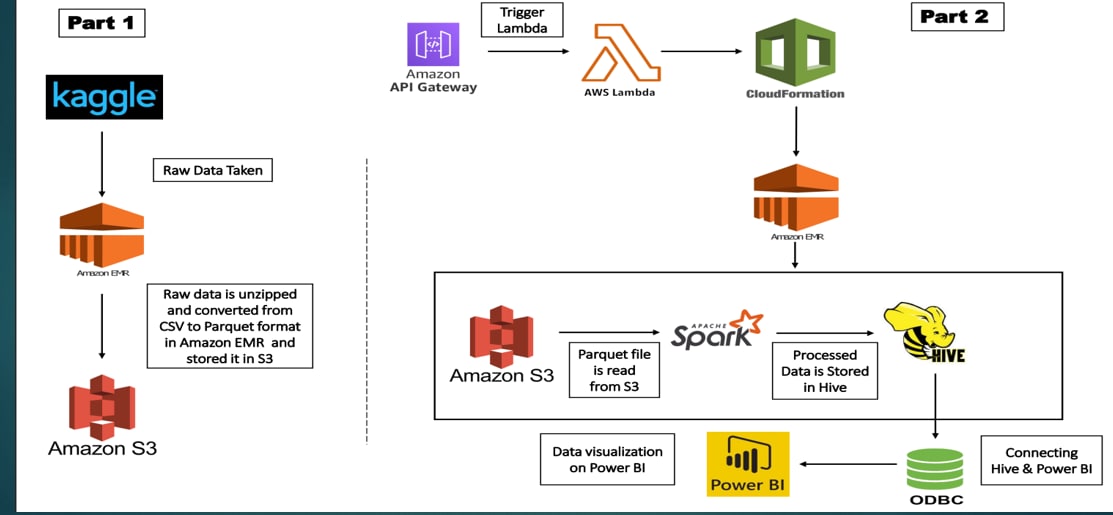 Part 1
kaggle
Raw Data Taken
Amazon EMR
Raw data is unzipped
and converted from
CSV to Parquet format
in Amazon EMR and
stored it in S3
Amazon S3
Part 2
Amazon
API Gateway
Trigger
Lambda
AWS Lambda
CloudFormation
Amazon EMR
Amazon S3
Parquet file
is read
from S3
APACHE
Spark
Processed
Data is Stored
in Hive
HIVE
Connecting
Hive & Power BI
ODBC
Power BI
Data visualization
on Power BI